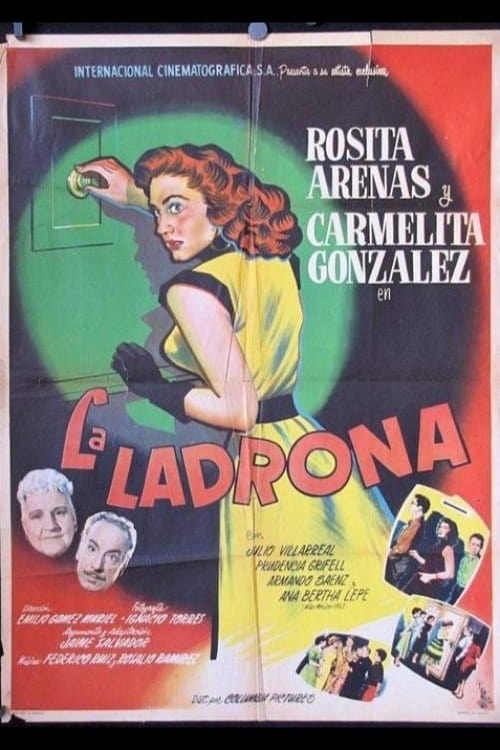 INTERNACIONAL CINEMATOGRAFICA S.A., Presenta a su artista exclusiva
ROSITA
ARENAS y
CARMELITA
GONZALEZ
en
La LADRONA
con
JULIO VILLARREAL
PRUDENCIA GRIFELL
ARMANDO SAENZ y
ANA BERTHA LEPE
Dirección:
EMILIO GOMEZ MURIEL -
Fotografía
IGNACIO TORRES
Argumento y Adaptación:
JAIME SALVADOR
Música: FEDERICO RUIZ, ROSALIO RAMIREZ
Dist. por COLUMBIA PICTURES